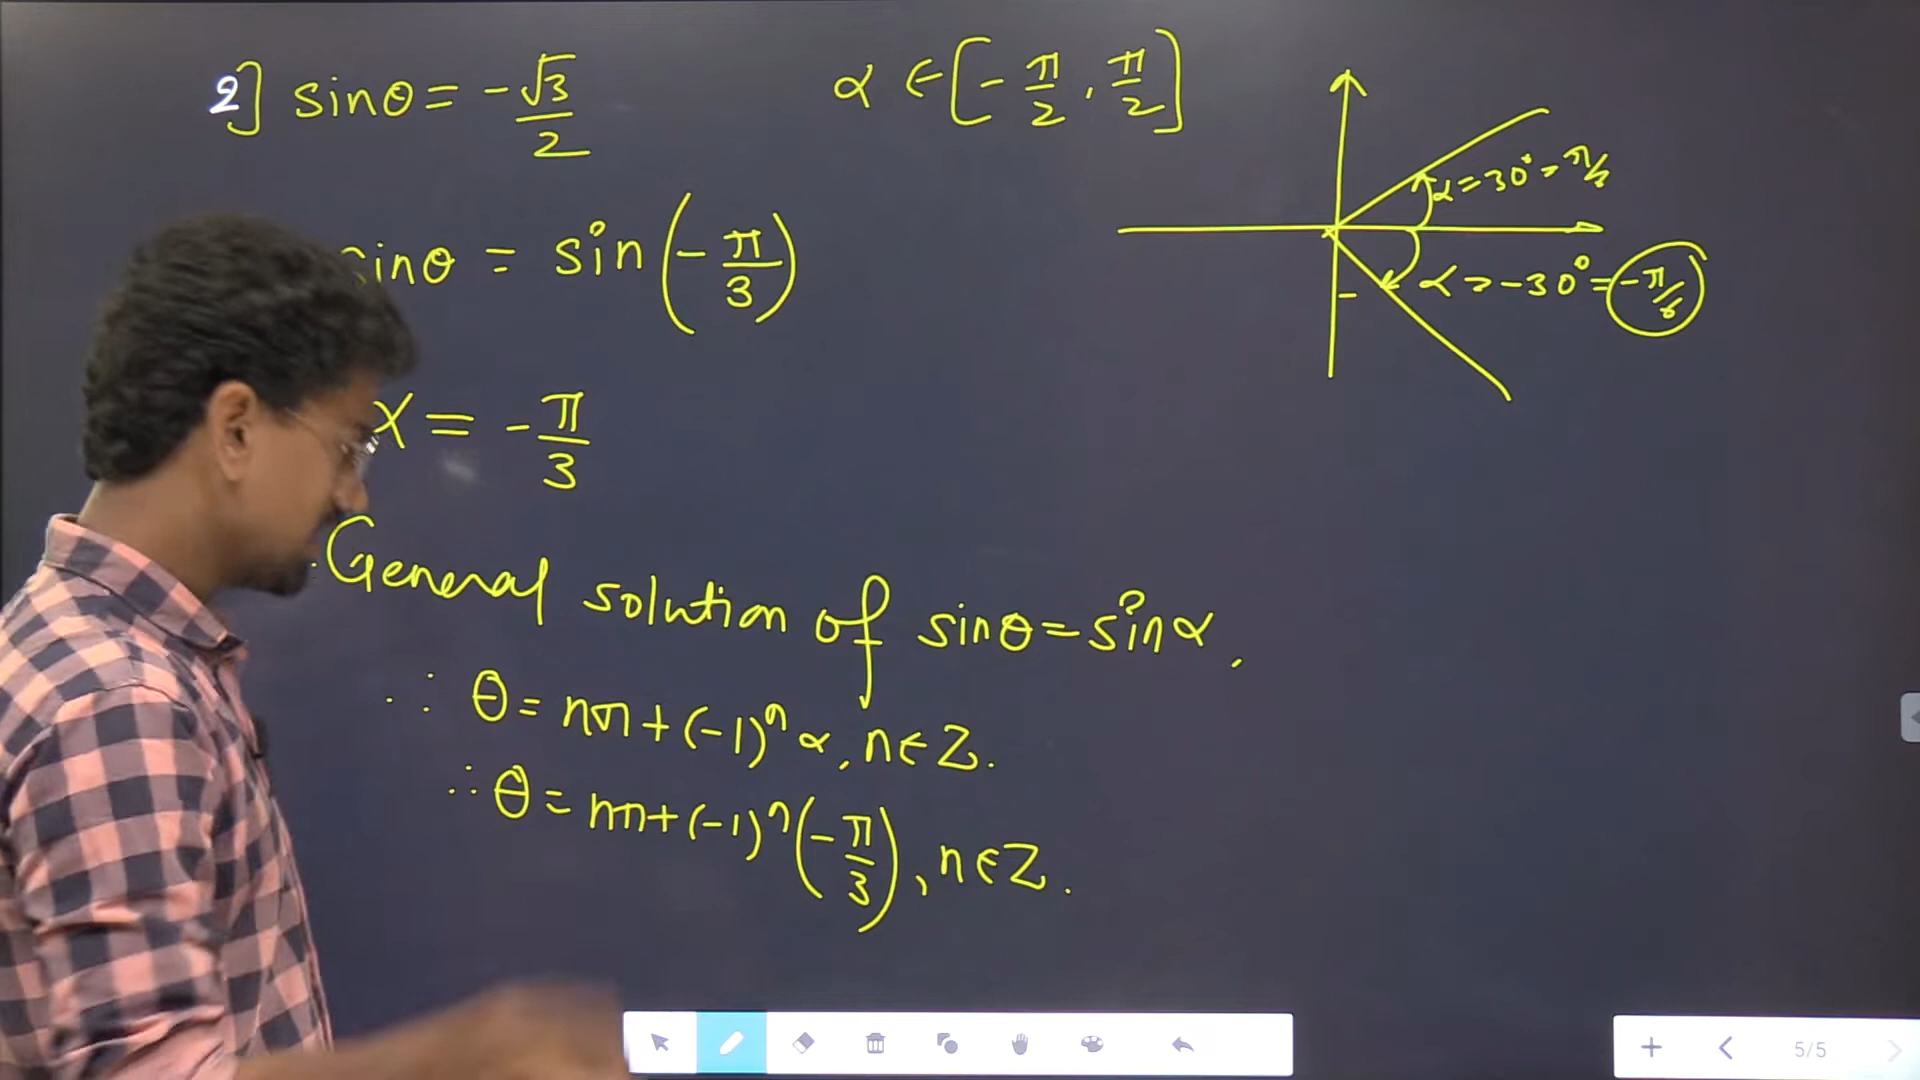 2] sinθ = -√3/2
α ∈ [-π/2, π/2]
α = 30° = π/6
α = -30° = -π/6
sinθ = sin(-π/3)
α = -π/3
General solution of sinθ = sinα,
∴ θ = nπ + (-1)ⁿ α, n ∈ Z.
∴ θ = nπ + (-1)ⁿ (-π/3), n ∈ Z.
5/5